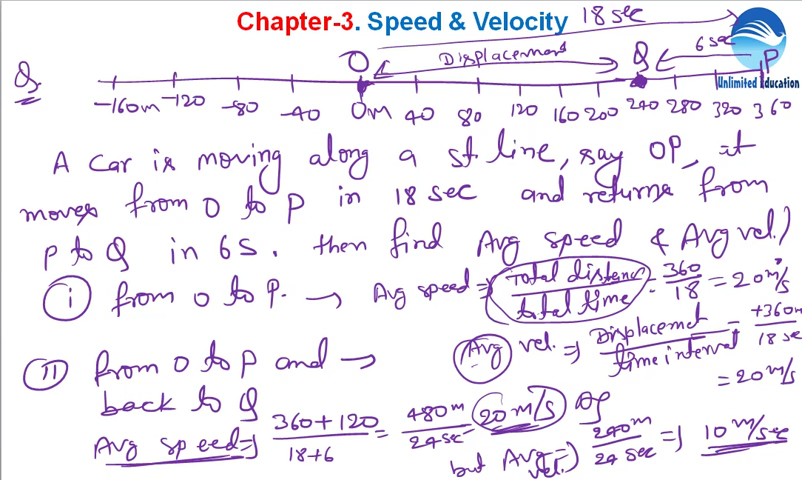 Chapter-3. Speed & Velocity
18 sec
O Displacement Q 6 sec P
Unlimited Education
Q.
-160m -120 -80 -40 0m 40 80 120 160 200 240 280 320 360
A car is moving along a st line, say OP, it
moves from O to P in 18 sec and returns from
P to Q in 6s. then find Avg speed & Avg vel.)
(i) from O to P. → Avg speed ⇒ Total distance / total time = 360/18 = 20 m/s
Avg vel. ⇒ Displacemet / time interval = +360m / 18 sec
= 20 m/s
(II) from O to P and →
back to Q
Avg speed ⇒ 360+120 / 18+6 = 480m / 24 sec = 20 m/s
but Avg vel. ⇒ 240m / 24 sec ⇒ 10 m/sec